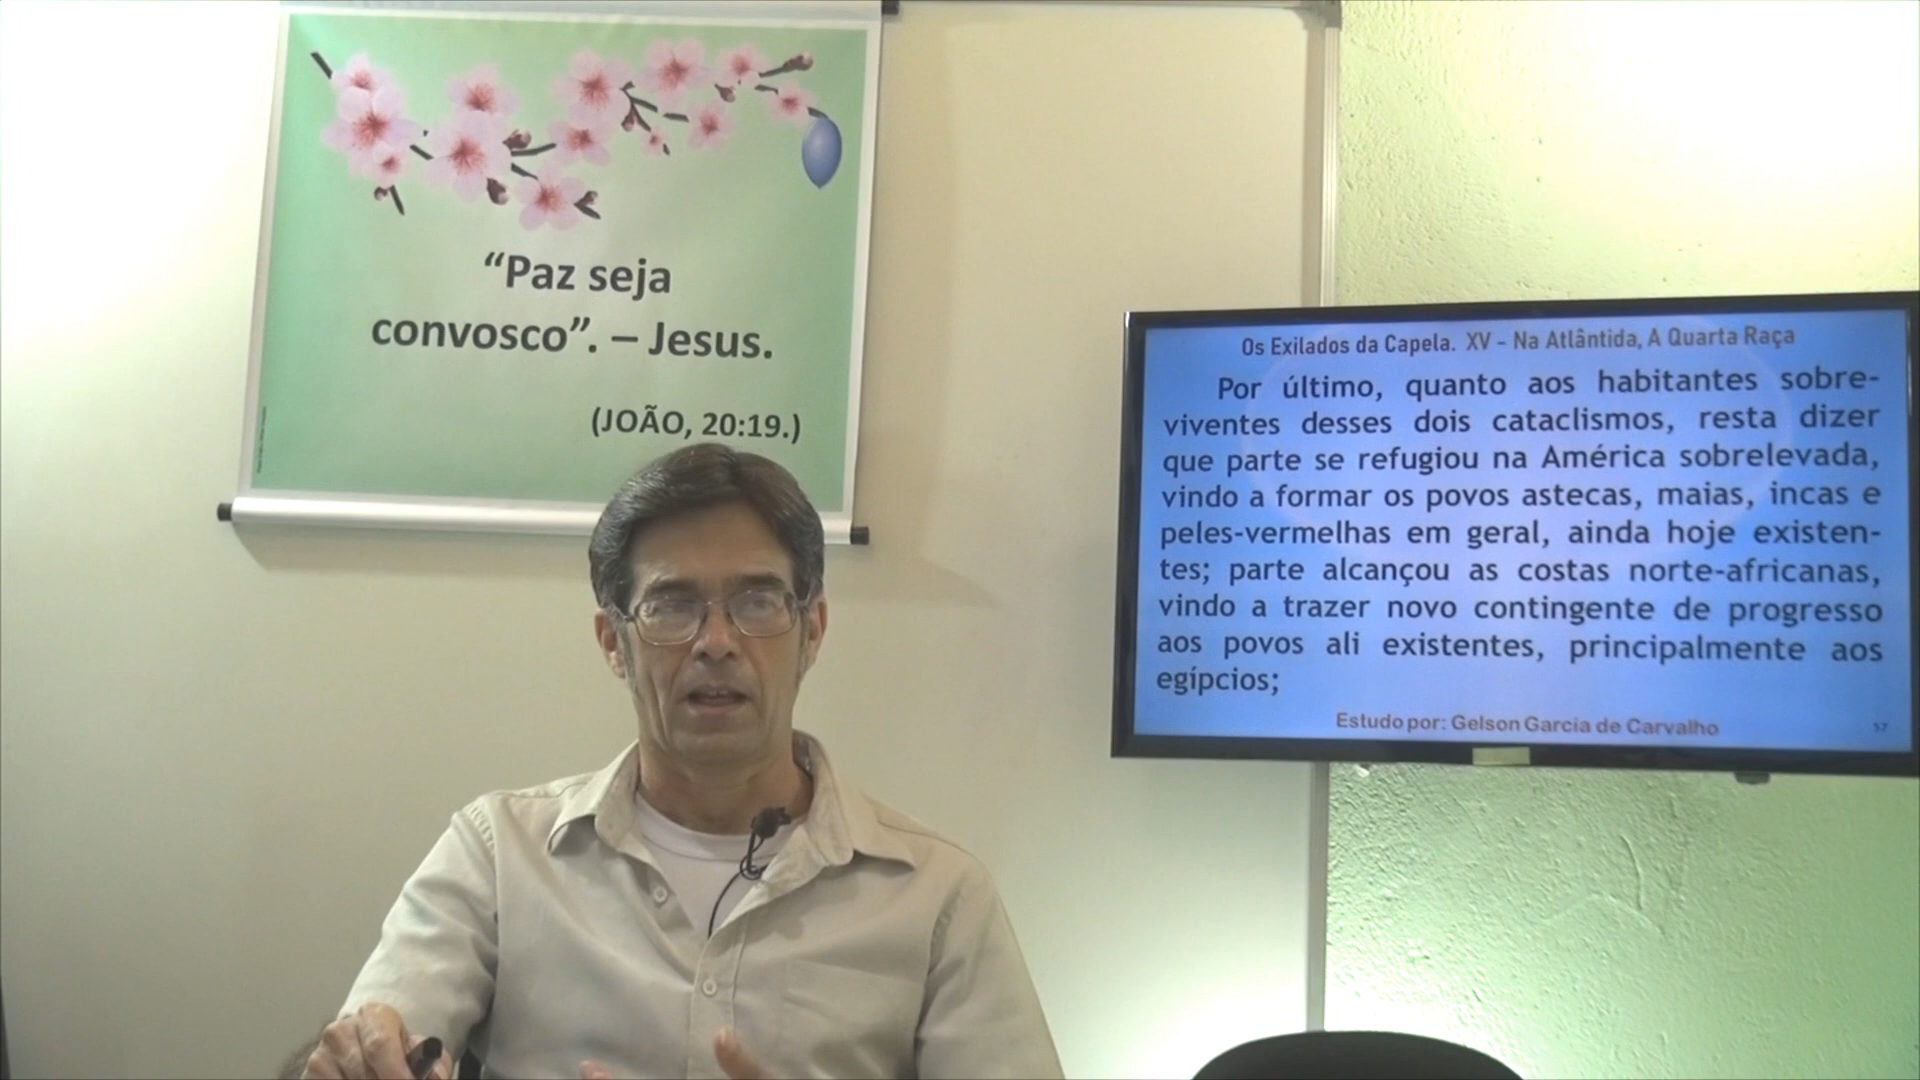 “Paz seja
convosco”. – Jesus.
(JOÃO, 20:19.)
Os Exilados da Capela. XV - Na Atlântida, A Quarta Raça
Por último, quanto aos habitantes sobre-
viventes desses dois cataclismos, resta dizer
que parte se refugiou na América sobrelevada,
vindo a formar os povos astecas, maias, incas e
peles-vermelhas em geral, ainda hoje existen-
tes; parte alcançou as costas norte-africanas,
vindo a trazer novo contingente de progresso
aos povos ali existentes, principalmente aos
egípcios;
Estudo por: Gelson Garcia de Carvalho
57